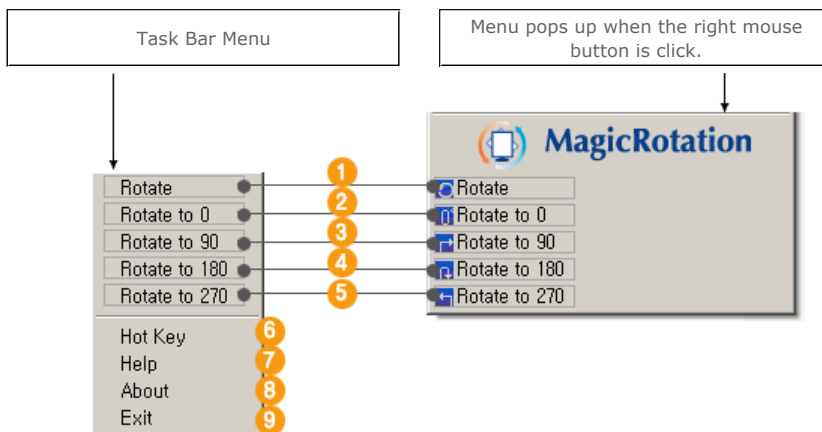 Task Bar Menu
Menu pops up when the right mouse
button is click.
MagicRotation
Rotate
1
Rotate
Rotate to 0
2
Rotate to 0
Rotate to 90
3
Rotate to 90
Rotate to 180
4
Rotate to 180
Rotate to 270
5
Rotate to 270
Hot Key
6
Help
7
About
8
Exit
9